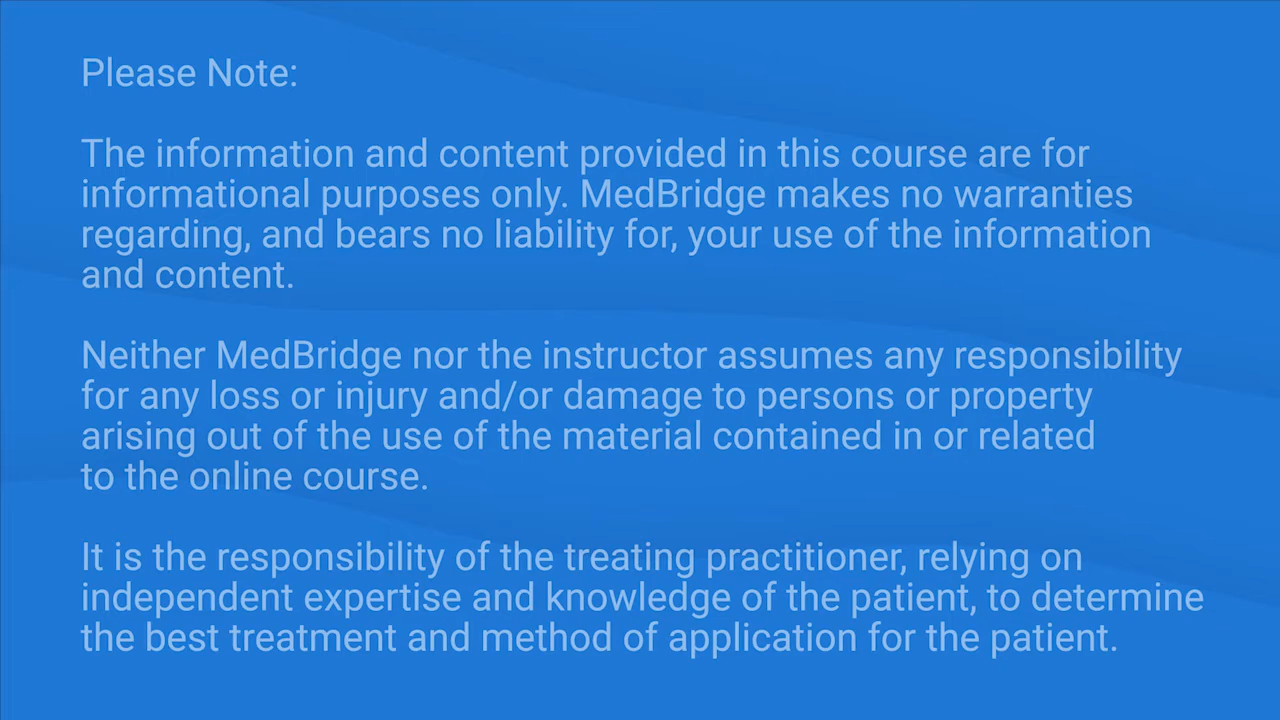 Please Note:
The information and content provided in this course are for
informational purposes only. MedBridge makes no warranties
regarding, and bears no liability for, your use of the information
and content.
Neither MedBridge nor the instructor assumes any responsibility
for any loss or injury and/or damage to persons or property
arising out of the use of the material contained in or related
to the online course.
It is the responsibility of the treating practitioner, relying on
independent expertise and knowledge of the patient, to determine
the best treatment and method of application for the patient.